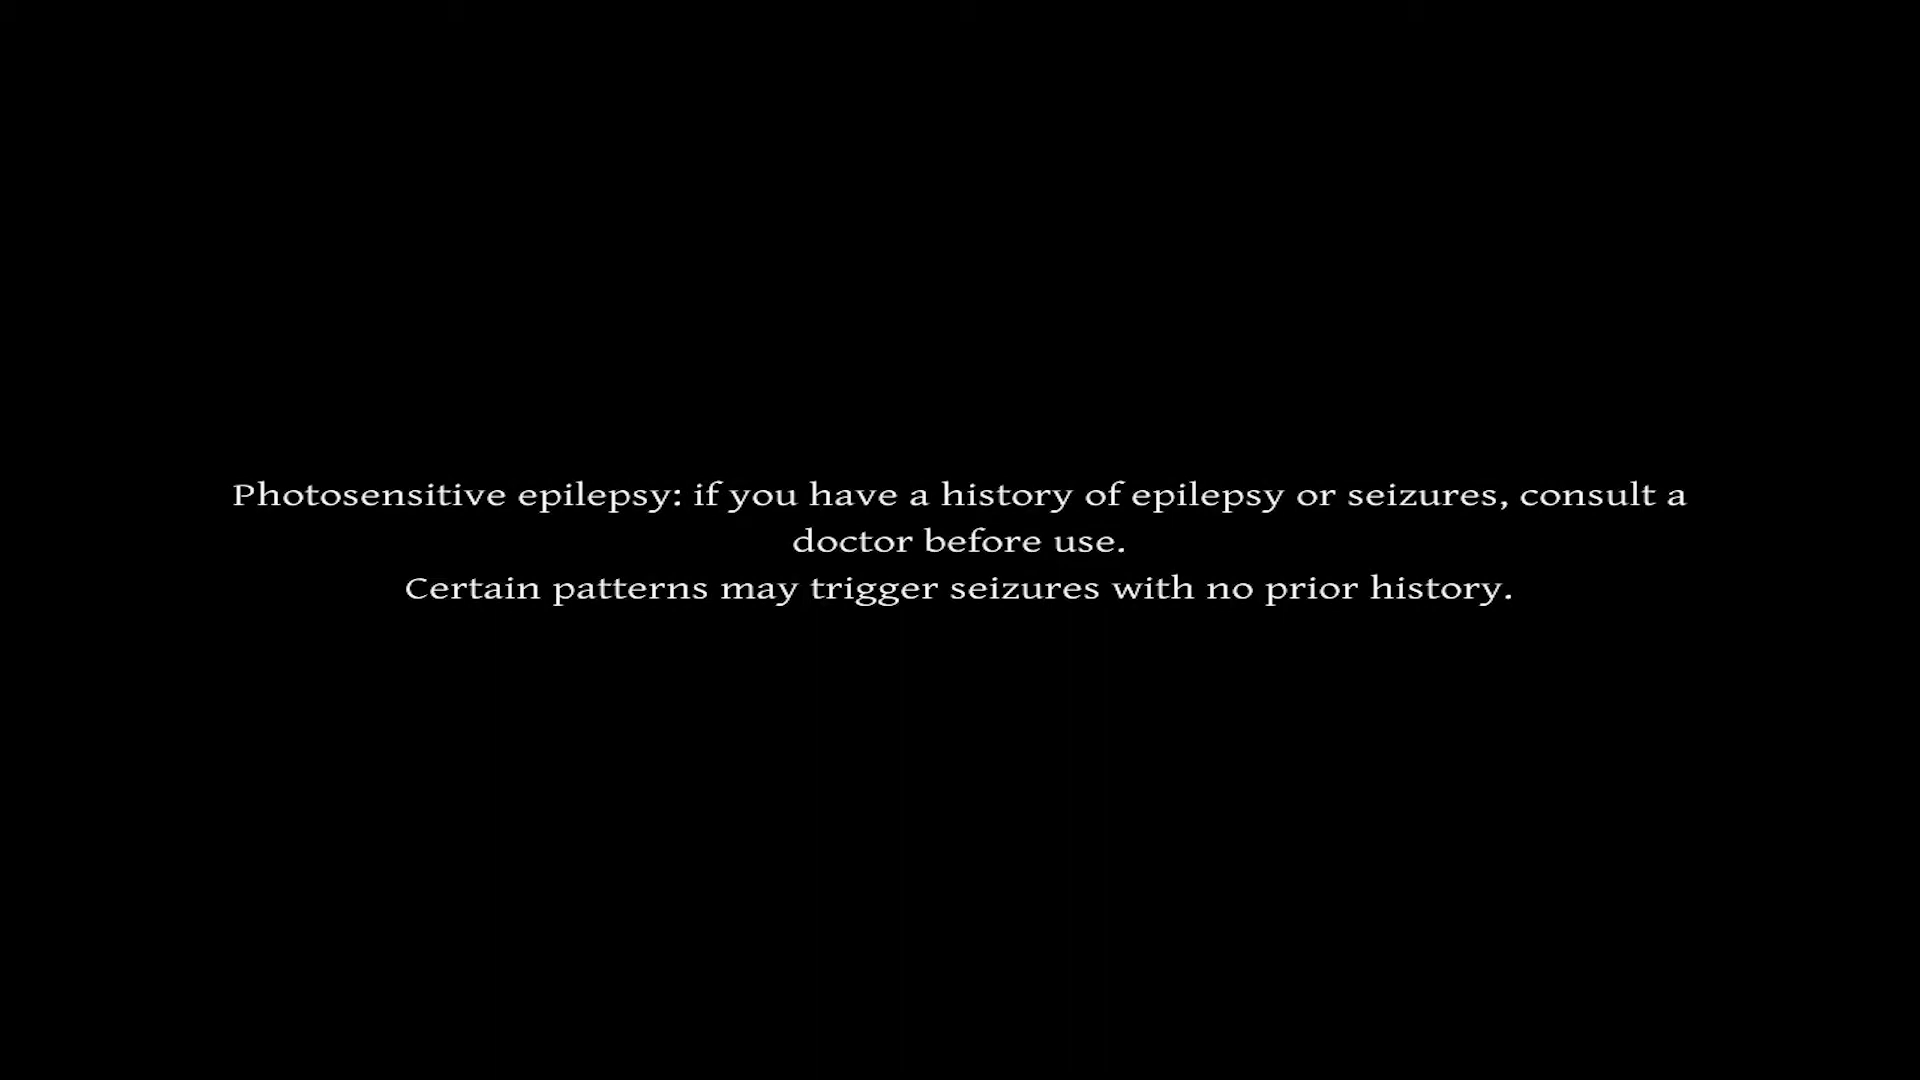 Photosensitive epilepsy: if you have a history of epilepsy or seizures, consult a
doctor before use.
Certain patterns may trigger seizures with no prior history.